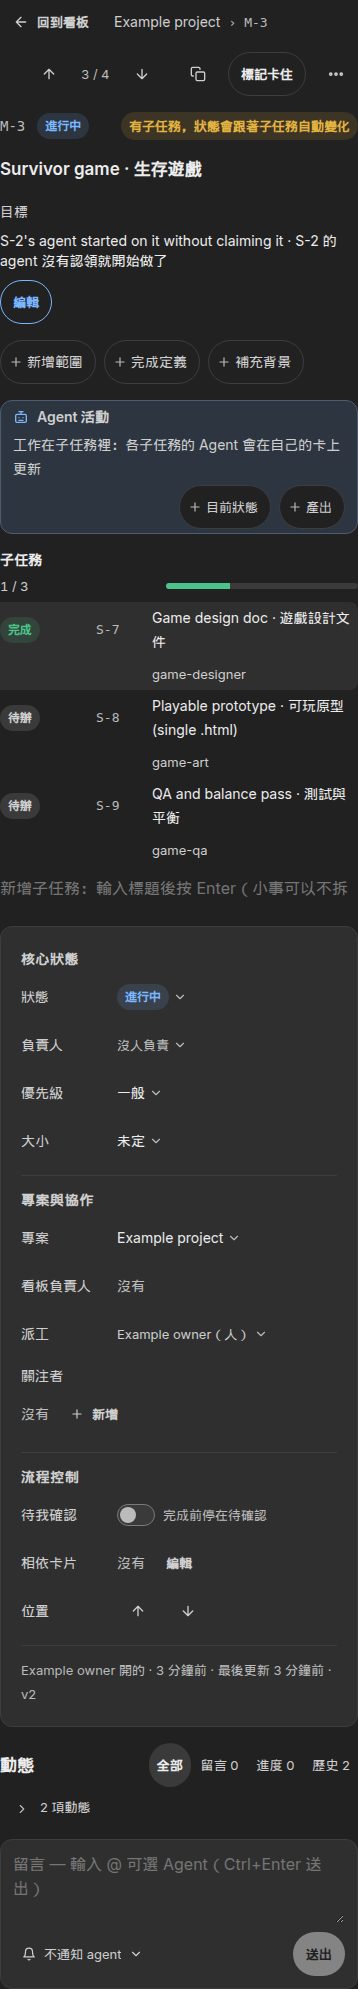 回到看板 Example project › M-3
3 / 4 標記卡住
M-3 進行中 有子任務，狀態會跟著子任務自動變化
Survivor game · 生存遊戲
目標
S-2's agent started on it without claiming it · S-2 的
agent 沒有認領就開始做了
編輯
+ 新增範圍 + 完成定義 + 補充背景
Agent 活動
工作在子任務裡：各子任務的 Agent 會在自己的卡上
更新
+ 目前狀態 + 產出
子任務
1 / 3
完成 S-7 Game design doc · 遊戲設計文
件
game-designer
待辦 S-8 Playable prototype · 可玩原型
(single .html)
game-art
待辦 S-9 QA and balance pass · 測試與
平衡
game-qa
新增子任務：輸入標題後按 Enter（小事可以不拆
核心狀態
狀態 進行中
負責人 沒人負責
優先級 一般
大小 未定
專案與協作
專案 Example project
看板負責人 沒有
派工 Example owner（人）
關注者
沒有 + 新增
流程控制
待我確認 完成前停在待確認
相依卡片 沒有 編輯
位置
Example owner 開的 · 3 分鐘前 · 最後更新 3 分鐘前 ·
v2
動態 全部 留言 0 進度 0 歷史 2
2 項動態
留言 — 輸入 @ 可選 Agent（Ctrl+Enter 送
出）
不通知 agent 送出